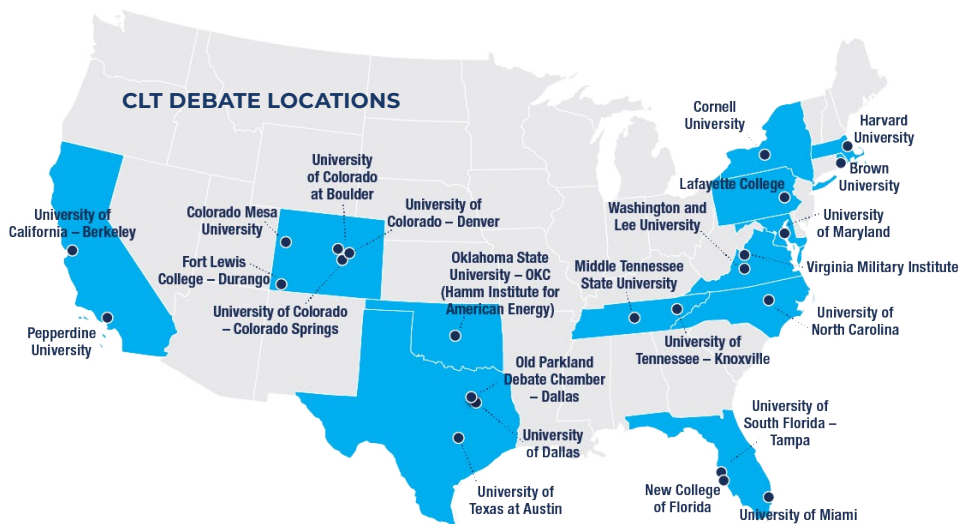 CLT DEBATE LOCATIONS
Cornell
University
Harvard
University
Brown
University
Lafayette College
University
of Maryland
Washington and
Lee University
Virginia Military Institute
University of
North Carolina
Middle Tennessee
State University
University of
Tennessee – Knoxville
University
of Colorado
at Boulder
University of
Colorado – Denver
Colorado Mesa
University
Fort Lewis
College – Durango
University of Colorado
– Colorado Springs
University of
California – Berkeley
Pepperdine
University
Oklahoma State
University – OKC
(Hamm Institute for
American Energy)
Old Parkland
Debate Chamber
– Dallas
University
of Dallas
University of
Texas at Austin
University of
South Florida –
Tampa
New College
of Florida
University of Miami